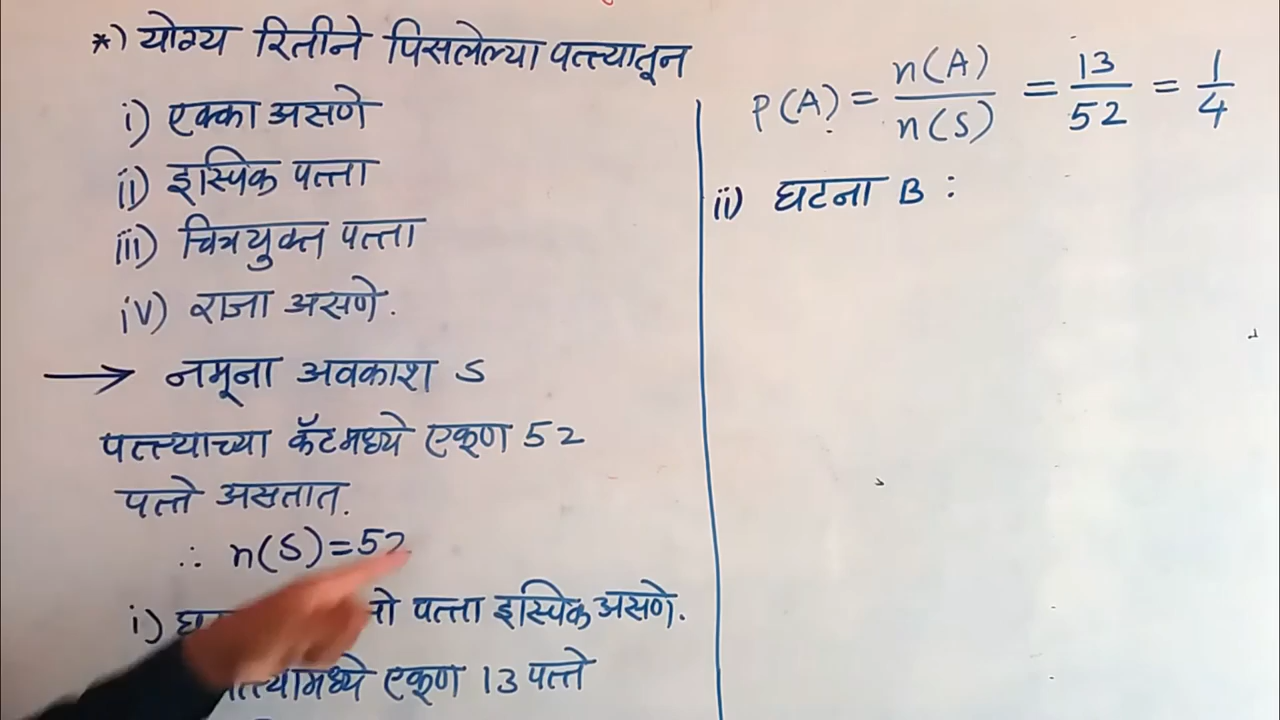 *) योग्य रितीने पिसलेल्या पत्त्यातून
i) एक्का असणे
ii) इस्पिक पत्ता
iii) चित्रयुक्त पत्ता
iv) राजा असणे.
→ नमूना अवकाश S
पत्त्याच्या कॅटमध्ये एकूण 52
पत्ते असतात.
∴ n(S)=52
i) पत्ता इस्पिक असणे.
एकूण 13 पत्ते
P(A) = n(A)/n(S) = 13/52 = 1/4
ii) घटना B :